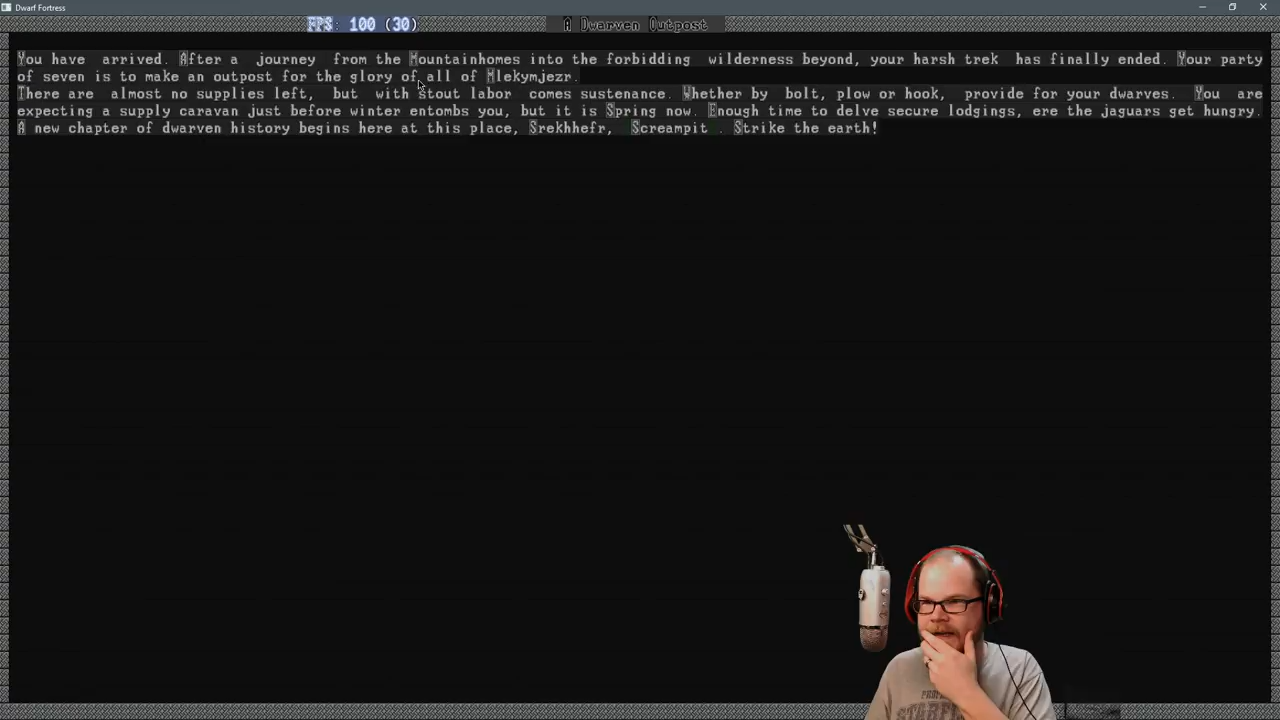 Dwarf Fortress
FPS: 100 (30) A Dwarven Outpost
You have arrived. After a journey from the Mountainhomes into the forbidding wilderness beyond, your harsh trek has finally ended. Your party
of seven is to make an outpost for the glory of all of Mlekymjezr.
There are almost no supplies left, but with stout labor comes sustenance. Whether by bolt, plow or hook, provide for your dwarves. You are
expecting a supply caravan just before winter entombs you, but it is Spring now. Enough time to delve secure lodgings, ere the jaguars get hungry.
A new chapter of dwarven history begins here at this place, Srekhhefr, Screampit . Strike the earth!